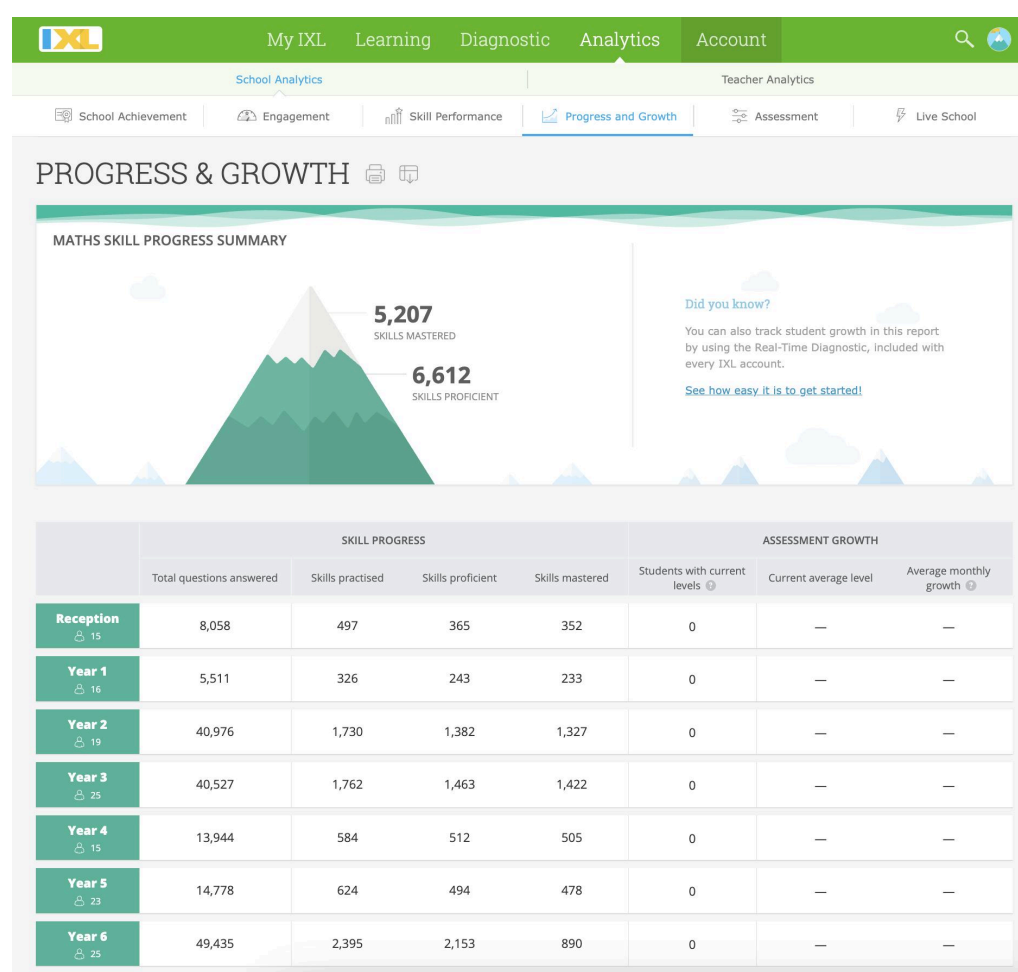 IXL
My IXL Learning Diagnostic Analytics Account
School Analytics Teacher Analytics
School Achievement Engagement Skill Performance Progress and Growth Assessment Live School
PROGRESS & GROWTH
MATHS SKILL PROGRESS SUMMARY
5,207
SKILLS MASTERED
6,612
SKILLS PROFICIENT
Did you know?
You can also track student growth in this report
by using the Real-Time Diagnostic, included with
every IXL account.
See how easy it is to get started!
SKILL PROGRESS ASSESSMENT GROWTH
Total questions answered Skills practised Skills proficient Skills mastered Students with current levels ? Current average level Average monthly growth ?
Reception
15
8,058 497 365 352 0 — —
Year 1
16
5,511 326 243 233 0 — —
Year 2
19
40,976 1,730 1,382 1,327 0 — —
Year 3
25
40,527 1,762 1,463 1,422 0 — —
Year 4
15
13,944 584 512 505 0 — —
Year 5
23
14,778 624 494 478 0 — —
Year 6
25
49,435 2,395 2,153 890 0 — —